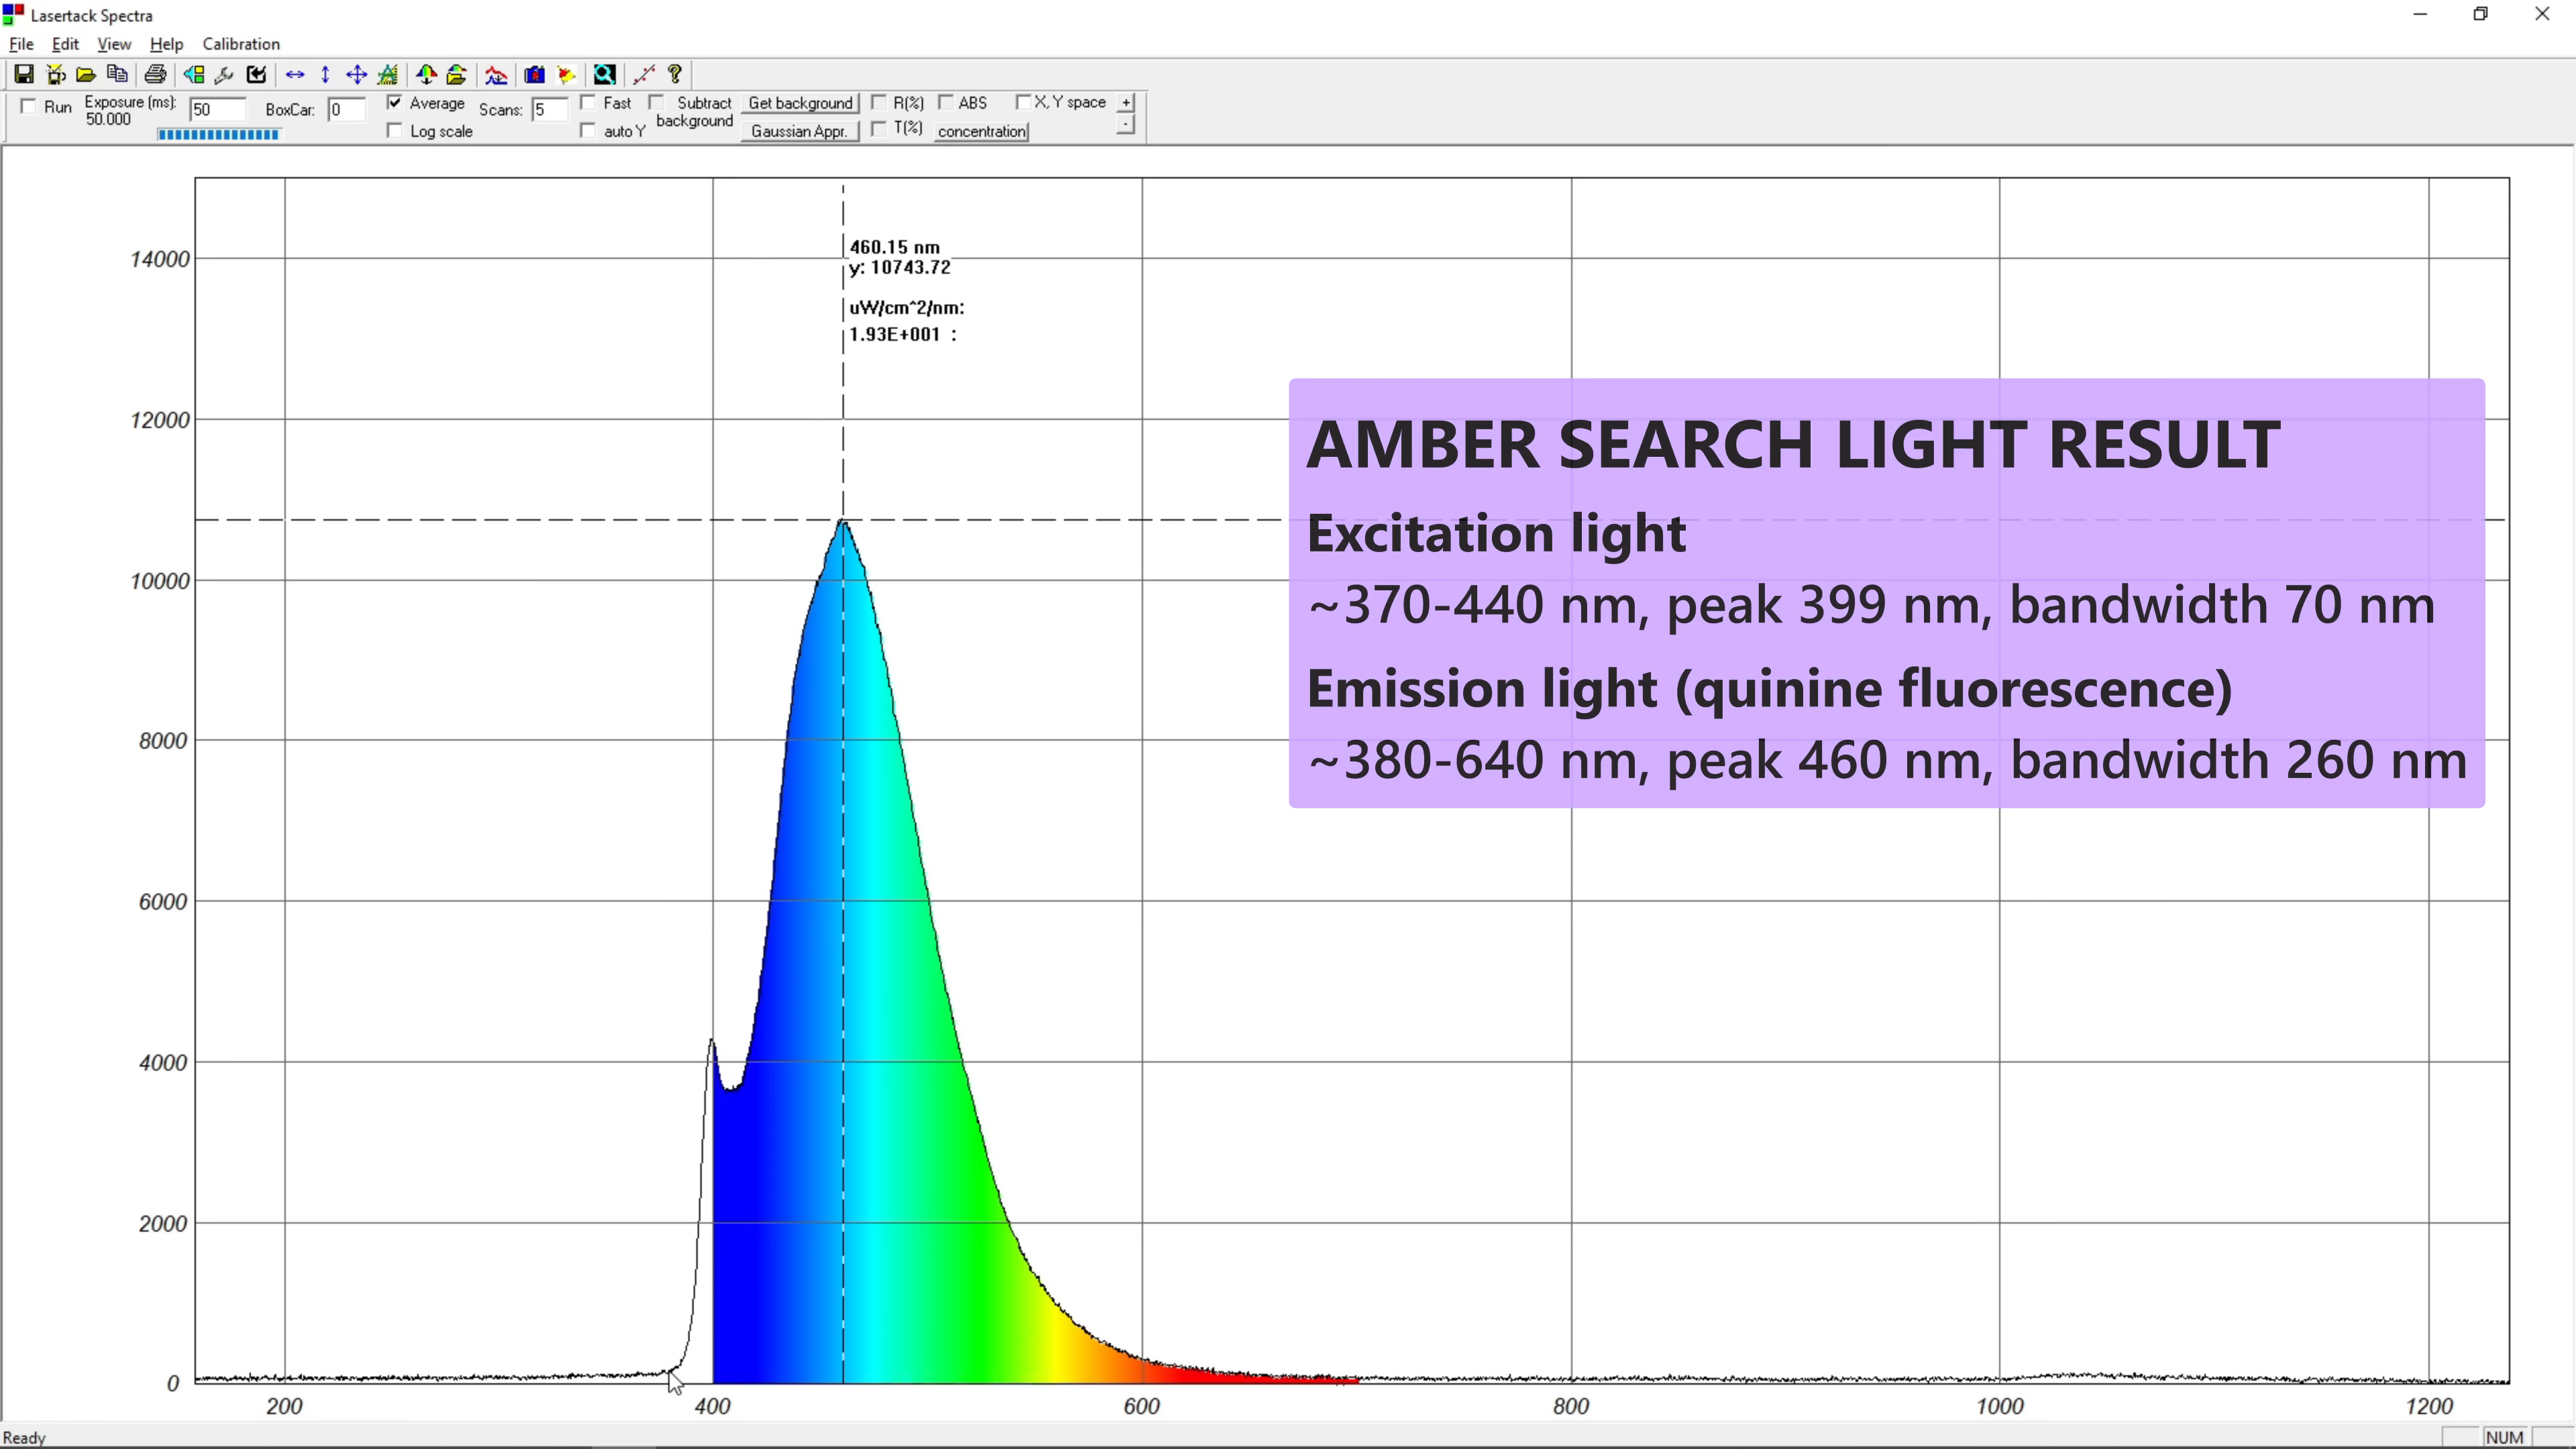 Lasertack Spectra
File Edit View Help Calibration
Run Exposure (ms): 50.000 50 BoxCar: 0 Average Scans: 5 Fast Subtract background Get background R(%) ABS X, Y space +
Log scale auto Y Gaussian Appr. T(%) concentration -
460.15 nm
y: 10743.72
uW/cm^2/nm:
1.93E+001 :
14000
12000
10000
8000
6000
4000
2000
0
200 400 600 800 1000 1200
AMBER SEARCH LIGHT RESULT
Excitation light
~370-440 nm, peak 399 nm, bandwidth 70 nm
Emission light (quinine fluorescence)
~380-640 nm, peak 460 nm, bandwidth 260 nm
Ready NUM